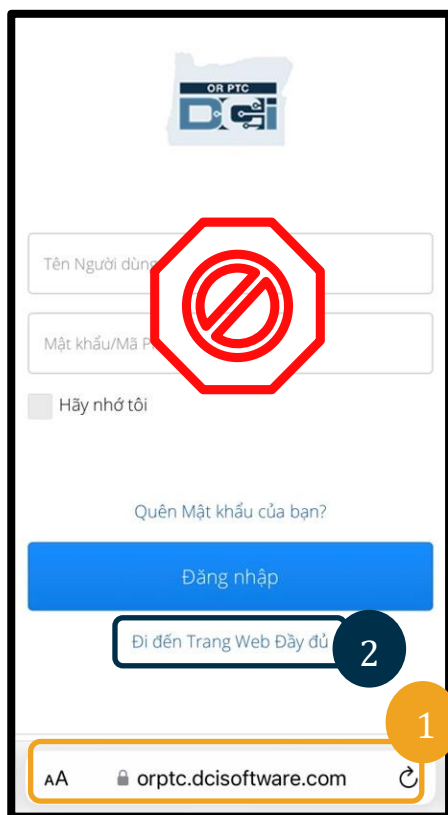 OR PTC
DCi
Tên Người dùng
Mật khẩu/Mã P
Hãy nhớ tôi
Quên Mật khẩu của bạn?
Đăng nhập
Đi đến Trang Web Đầy đủ
2
1
AA orptc.dcisoftware.com